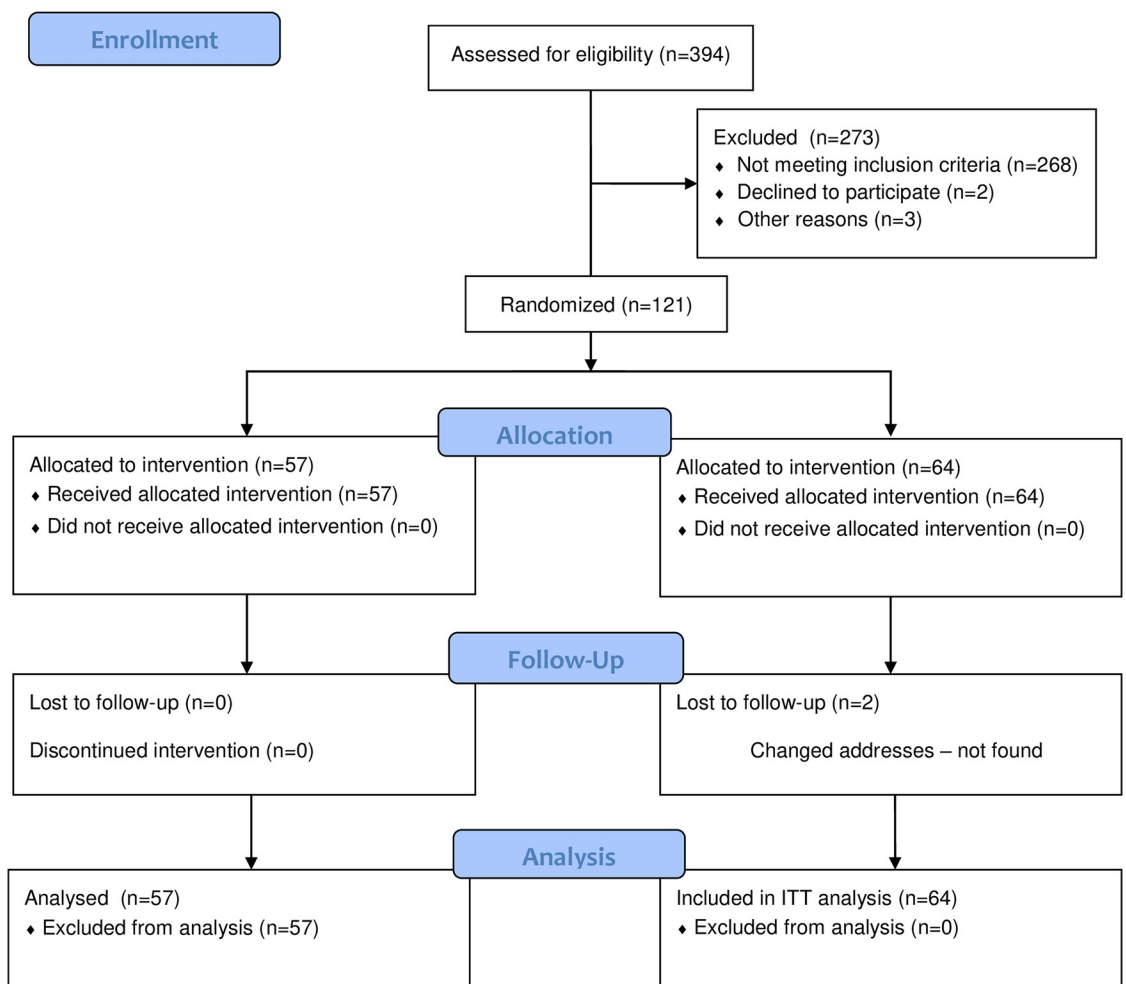 Enrollment
Assessed for eligibility (n=394)
Excluded (n=273)
♦ Not meeting inclusion criteria (n=268)
♦ Declined to participate (n=2)
♦ Other reasons (n=3)
Randomized (n=121)
Allocation
Allocated to intervention (n=57)
♦ Received allocated intervention (n=57)
♦ Did not receive allocated intervention (n=0)
Allocated to intervention (n=64)
♦ Received allocated intervention (n=64)
♦ Did not receive allocated intervention (n=0)
Follow-Up
Lost to follow-up (n=0)
Discontinued intervention (n=0)
Lost to follow-up (n=2)
Changed addresses – not found
Analysis
Analysed (n=57)
♦ Excluded from analysis (n=57)
Included in ITT analysis (n=64)
♦ Excluded from analysis (n=0)